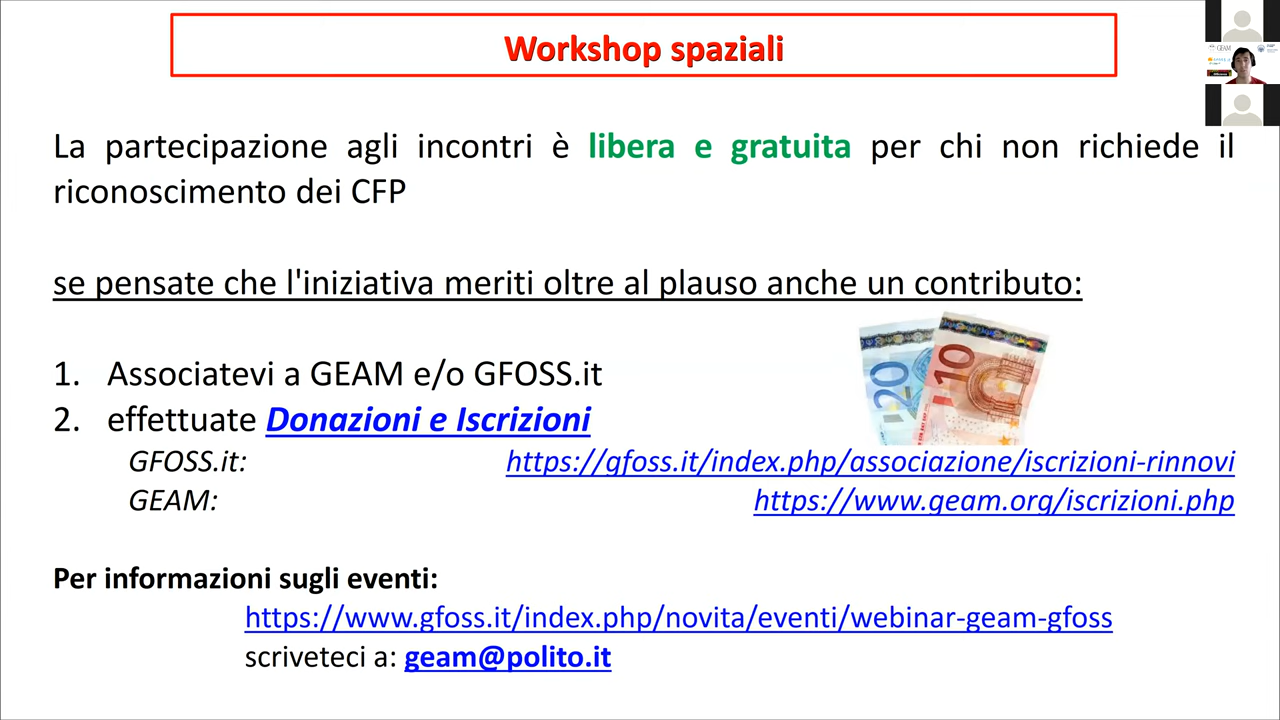 Workshop spaziali
La partecipazione agli incontri è libera e gratuita per chi non richiede il
riconoscimento dei CFP
se pensate che l'iniziativa meriti oltre al plauso anche un contributo:
1. Associatevi a GEAM e/o GFOSS.it
2. effettuate Donazioni e Iscrizioni
GFOSS.it: https://gfoss.it/index.php/associazione/iscrizioni-rinnovi
GEAM: https://www.geam.org/iscrizioni.php
Per informazioni sugli eventi:
https://www.gfoss.it/index.php/novita/eventi/webinar-geam-gfoss
scriveteci a: geam@polito.it
20
10
GEAM